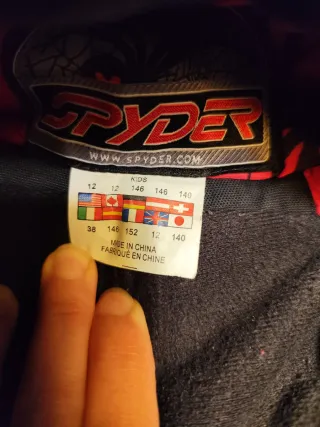 SPYDER
WWW.SPYDER.COM
KIDS
12 12 146 146 140
38 146 152 12 140
MADE IN CHINA
FABRIQUÉ EN CHINE